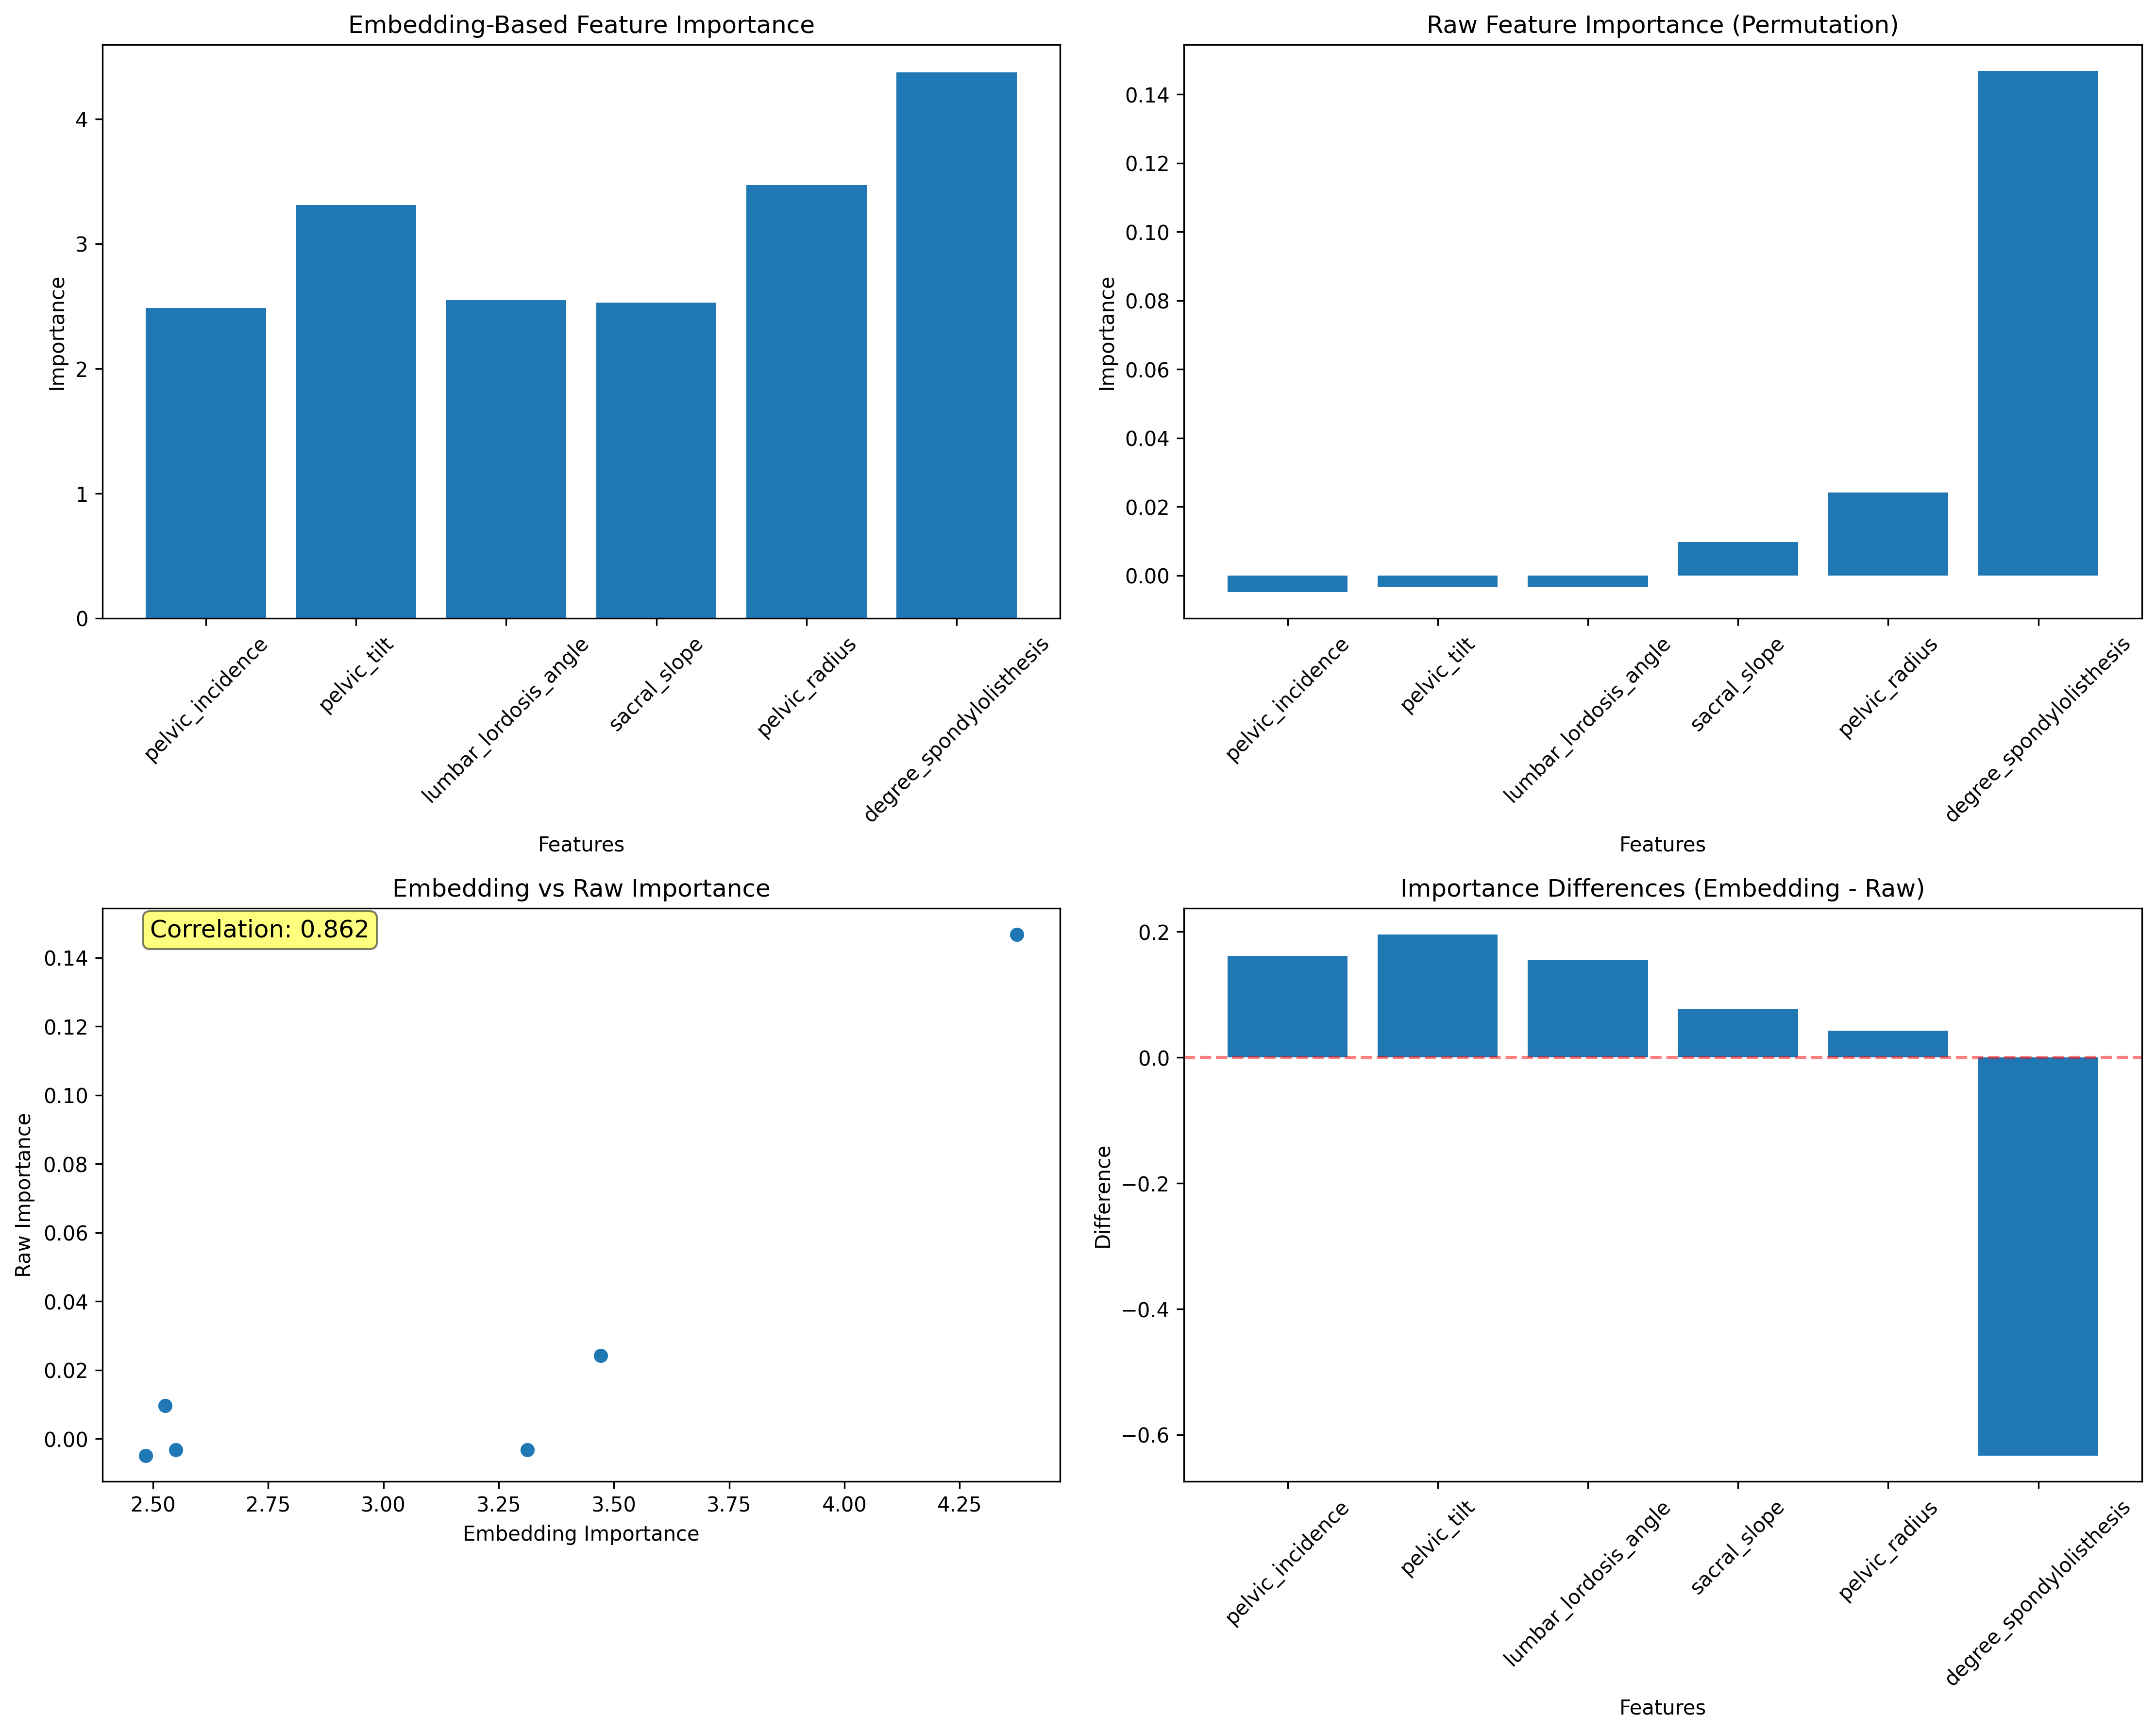 Embedding-Based Feature Importance
Importance
4
3
2
1
0
pelvic_incidence
pelvic_tilt
lumbar_lordosis_angle
sacral_slope
pelvic_radius
degree_spondylolisthesis
Features
Raw Feature Importance (Permutation)
Importance
0.14
0.12
0.10
0.08
0.06
0.04
0.02
0.00
pelvic_incidence
pelvic_tilt
lumbar_lordosis_angle
sacral_slope
pelvic_radius
degree_spondylolisthesis
Features
Embedding vs Raw Importance
Correlation: 0.862
Raw Importance
0.14
0.12
0.10
0.08
0.06
0.04
0.02
0.00
2.50 2.75 3.00 3.25 3.50 3.75 4.00 4.25
Embedding Importance
Importance Differences (Embedding - Raw)
Difference
0.2
0.0
−0.2
−0.4
−0.6
pelvic_incidence
pelvic_tilt
lumbar_lordosis_angle
sacral_slope
pelvic_radius
degree_spondylolisthesis
Features